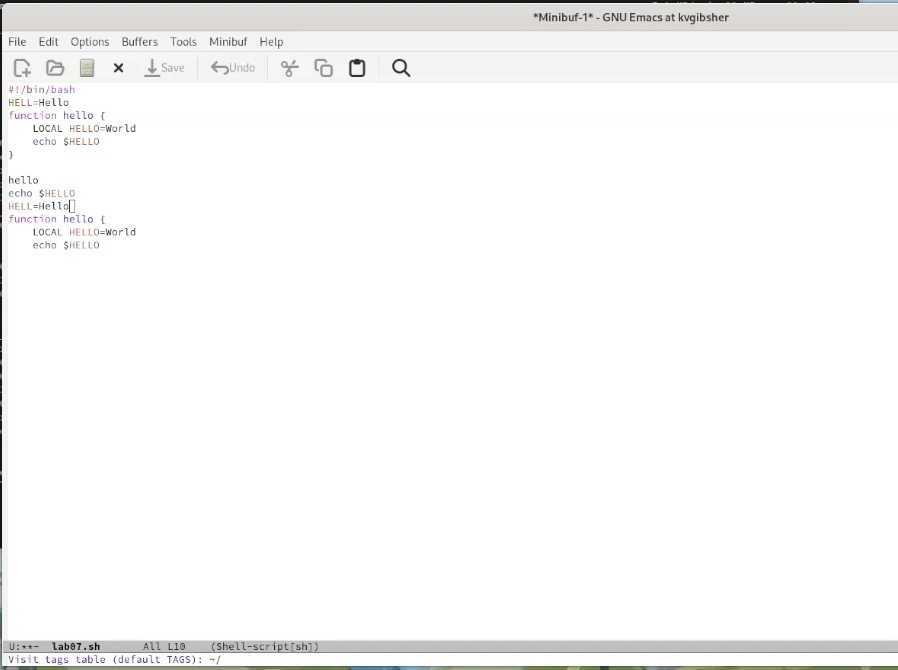 *Minibuf-1* - GNU Emacs at kvgibsher
File Edit Options Buffers Tools Minibuf Help
Save Undo
#!/bin/bash
HELL=Hello
function hello {
    LOCAL HELLO=World
    echo $HELLO
}
hello
echo $HELLO
HELL=Hello
function hello {
    LOCAL HELLO=World
    echo $HELLO
U:**- lab07.sh All L10 (Shell-script[sh])
Visit tags table (default TAGS): ~/